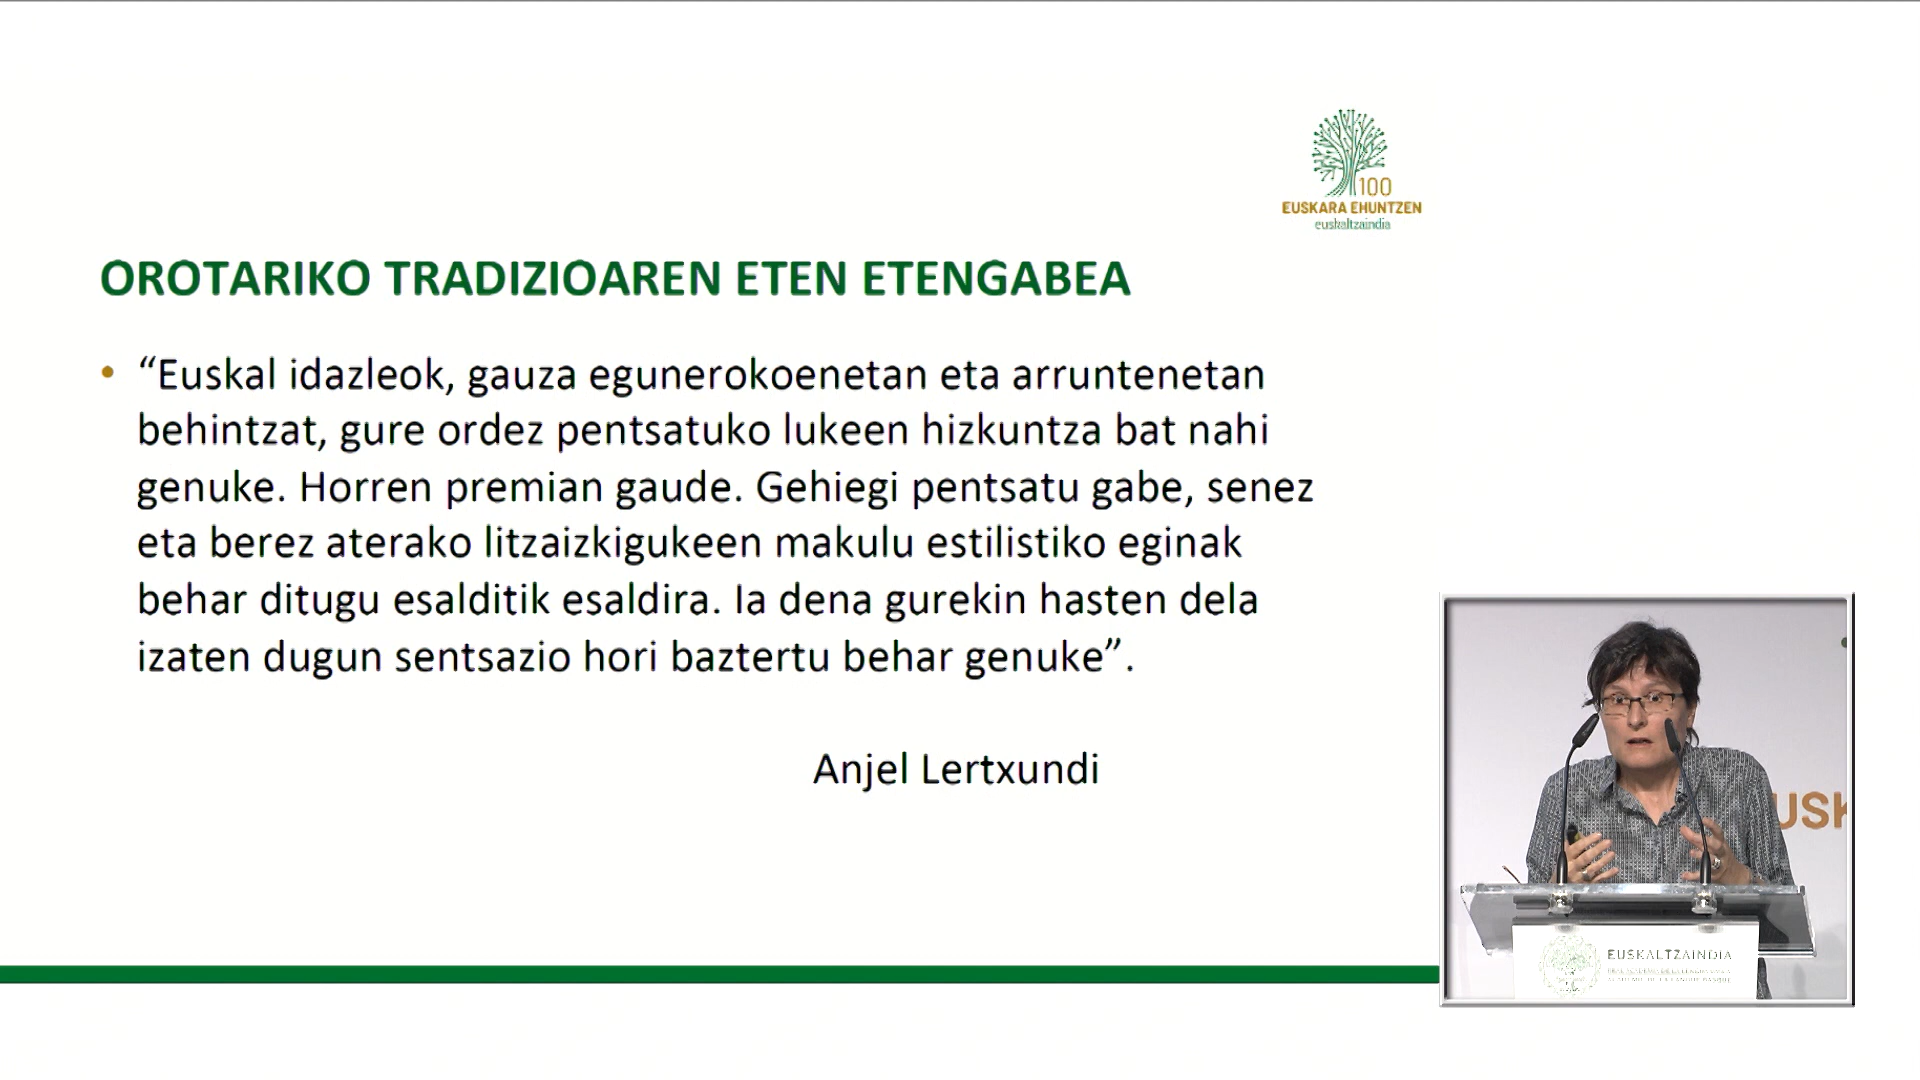 100
EUSKARA EHUNTZEN
euskaltzaindia
OROTARIKO TRADIZIOAREN ETEN ETENGABEA
• “Euskal idazleok, gauza egunerokoenetan eta arruntenetan
behintzat, gure ordez pentsatuko lukeen hizkuntza bat nahi
genuke. Horren premian gaude. Gehiegi pentsatu gabe, senez
eta berez aterako litzaizkigukeen makulu estilistiko eginak
behar ditugu esalditik esaldira. Ia dena gurekin hasten dela
izaten dugun sentsazio hori baztertu behar genuke”.
Anjel Lertxundi
USK
EUSKALTZAINDIA